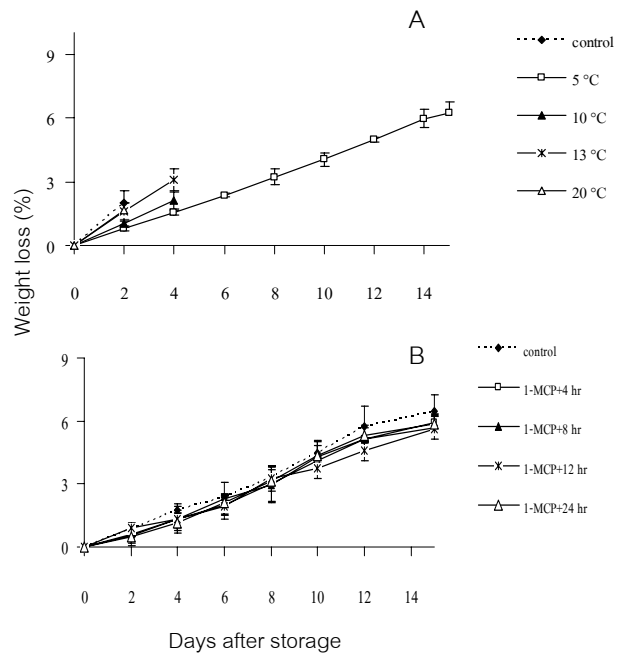 A
9
6
3
0
0 2 4 6 8 10 12 14
control
5 °C
10 °C
13 °C
20 °C
Weight loss (%)
B
9
6
3
0
0 2 4 6 8 10 12 14
control
1-MCP+4 hr
1-MCP+8 hr
1-MCP+12 hr
1-MCP+24 hr
Days after storage